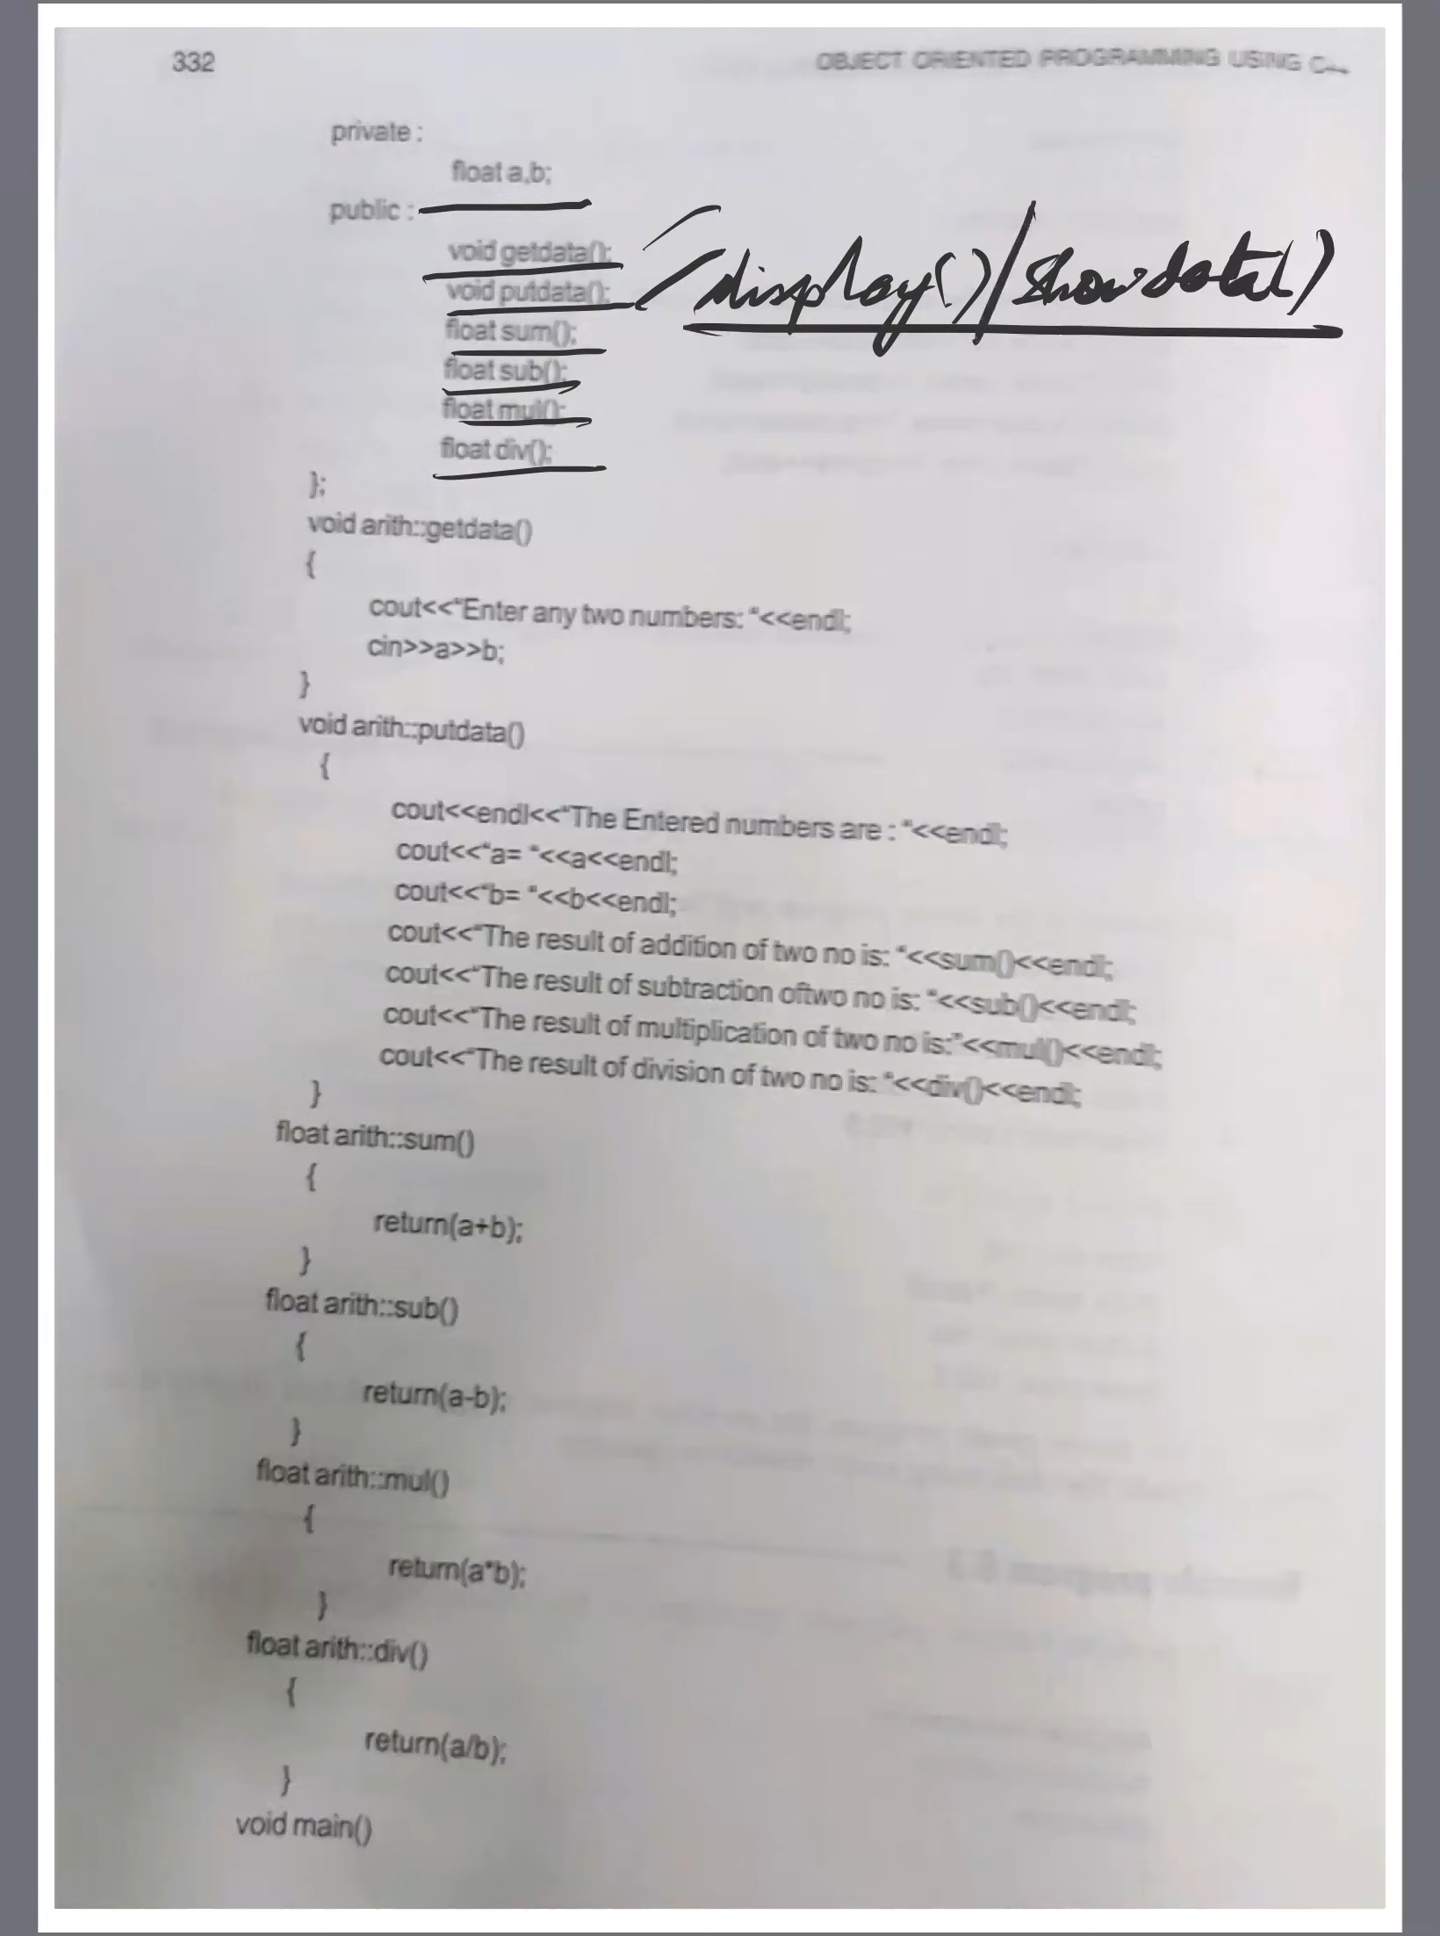 332
OBJECT ORIENTED PROGRAMMING USING C++
private :
float a,b;
public :
void getdata();
void putdata(); / display() / showdata()
float sum();
float sub();
float mul();
float div();
};
void arith::getdata()
{
cout<<"Enter any two numbers: "<<endl;
cin>>a>>b;
}
void arith::putdata()
{
cout<<endl<<"The Entered numbers are : "<<endl;
cout<<"a= "<<a<<endl;
cout<<"b= "<<b<<endl;
cout<<"The result of addition of two no is: "<<sum()<<endl;
cout<<"The result of subtraction oftwo no is: "<<sub()<<endl;
cout<<"The result of multiplication of two no is:"<<mul()<<endl;
cout<<"The result of division of two no is: "<<div()<<endl;
}
float arith::sum()
{
return(a+b);
}
float arith::sub()
{
return(a-b);
}
float arith::mul()
{
return(a*b);
}
float arith::div()
{
return(a/b);
}
void main()